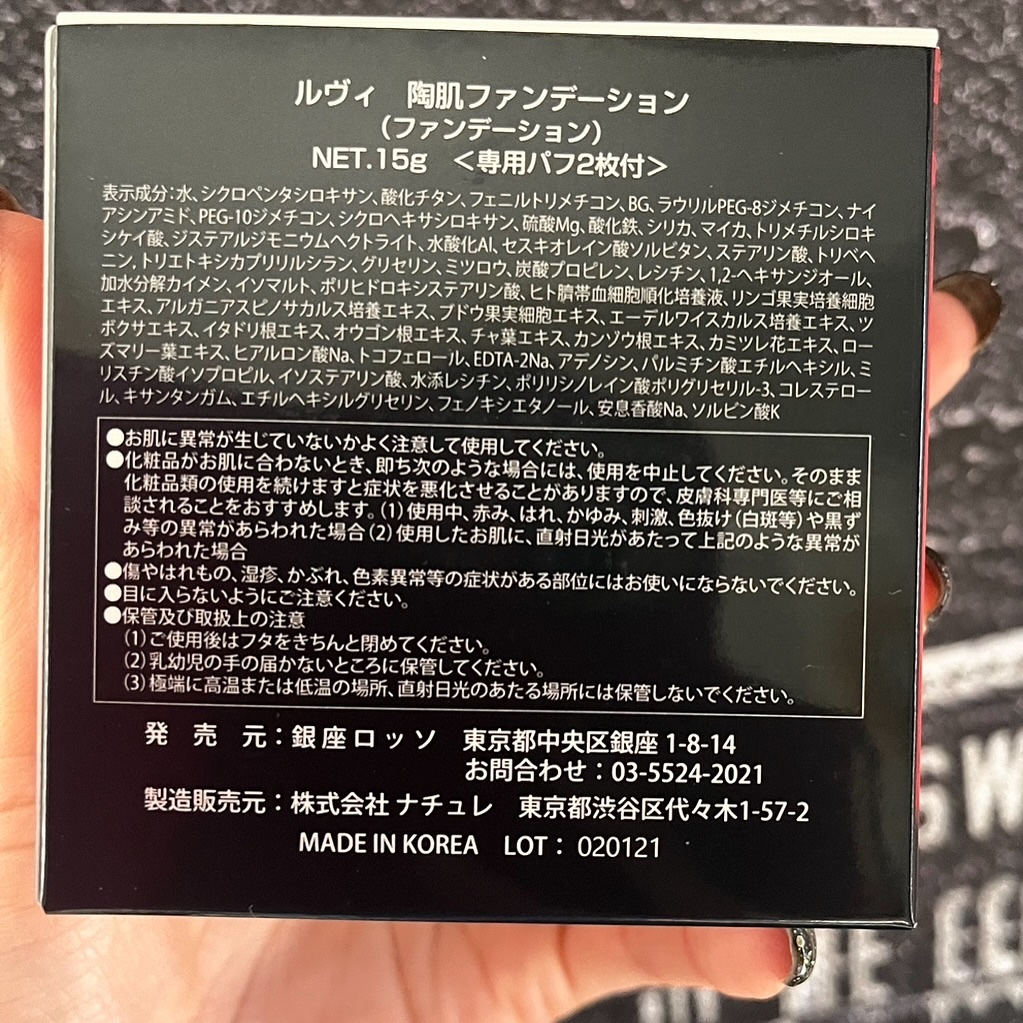 ルヴィ 陶肌ファンデーション
(ファンデーション)
NET.15g <専用パフ2枚付>
表示成分:水、シクロペンタシロキサン、酸化チタン、フェニルトリメチコン、BG、ラウリルPEG-8ジメチコン、ナイ
アシンアミド、PEG-10ジメチコン、シクロヘキサシロキサン、硫酸Mg、酸化鉄、シリカ、マイカ、トリメチルシロキ
シケイ酸、ジステアルジモニウムヘクトライト、水酸化Al、セスキオレイン酸ソルビタン、ステアリン酸、トリベヘ
ニン,トリエトキシカプリリルシラン、グリセリン、ミツロウ、炭酸プロピレン、レシチン、1,2-ヘキサンジオール、
加水分解カイメン、イソマルト、ポリヒドロキシステアリン酸、ヒト臍帯血細胞順化培養液、リンゴ果実培養細胞
エキス、アルガニアスピノサカルス培養エキス、ブドウ果実細胞エキス、エーデルワイスカルス培養エキス、ツ
ボクサエキス、イタドリ根エキス、オウゴン根エキス、チャ葉エキス、カンゾウ根エキス、カミツレ花エキス、ロー
ズマリー葉エキス、ヒアルロン酸Na、トコフェロール、EDTA-2Na、アデノシン、パルミチン酸エチルヘキシル、ミ
リスチン酸イソプロピル、イソステアリン酸、水添レシチン、ポリリシノレイン酸ポリグリセリル-3、コレステロー
ル、キサンタンガム、エチルヘキシルグリセリン、フェノキシエタノール、安息香酸Na、ソルビン酸K
●お肌に異常が生じていないかよく注意して使用してください。
●化粧品がお肌に合わないとき、即ち次のような場合には、使用を中止してください。そのまま
化粧品類の使用を続けますと症状を悪化させることがありますので、皮膚科専門医等にご相
談されることをおすすめします。(1)使用中、赤み、はれ、かゆみ、刺激、色抜け(白斑等)や黒ず
み等の異常があらわれた場合(2)使用したお肌に、直射日光があたって上記のような異常が
あらわれた場合
●傷やはれもの、湿疹、かぶれ、色素異常等の症状がある部位にはお使いにならないでください。
●目に入らないようにご注意ください。
●保管及び取扱上の注意
(1)ご使用後はフタをきちんと閉めてください。
(2)乳幼児の手の届かないところに保管してください。
(3)極端に高温または低温の場所、直射日光のあたる場所には保管しないでください。
発売元:銀座ロッソ 東京都中央区銀座 1-8-14
お問合わせ:03-5524-2021
製造販売元:株式会社 ナチュレ 東京都渋谷区代々木1-57-2
MADE IN KOREA LOT: 020121